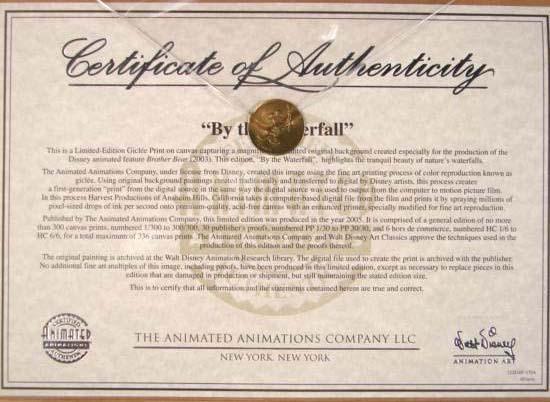 Certificate of Authenticity
“By the Waterfall”
This is a Limited-Edition Giclée Print on canvas capturing a painted original background created especially for the production of the
Disney animated feature Brother Bear (2003). This edition, "By the Waterfall", highlights the tranquil beauty of nature's waterfalls.
The Animated Animations Company, under license from Disney, created this image using the fine art printing process of color reproduction known as
giclée. Using original background paintings created traditionally and transferred to digital by Disney artists, this process creates
a first-generation "print" from the digital source in the same way the digital source was used to output from the computer to motion picture film.
In this process Harvest Productions of Anaheim Hills, California takes a computer based digital file from the film and prints it by spraying millions of
pixel-sized drops of ink per second onto premium-quality, acid-free canvas with an enhanced primer, specially modified for fine art reproduction.
Published by The Animated Animations Company, this limited edition was produced in the year 2005. It is comprised of a general edition of no more
than 300 canvas prints, numbered 1/300 to 300/300, 30 publisher's proofs, numbered PP 1/30 to PP 30/30, and 6 hors de commerce, numbered HC 1/6 to
HC 6/6, for a total maximum of 336 canvas prints. The Animated Animations Company and Walt Disney Art Classics approve the techniques used in the
production of this edition and the proofs thereof.
The original painting is archived at the Walt Disney Animation Research library. The digital file used to create the print is archived with the publisher.
No additional fine art multiples of this image, including proofs, have been produced in this limited edition, except as necessary to replace pieces in this
edition that are damaged in production or shipment, but still maintaining the stated edition size.
This is to certify that all information and the statements contained herein are true and correct.
CERTIFIED
ANIMATED
ANIMATIONS
AUTHENTIC
THE ANIMATED ANIMATIONS COMPANY LLC
NEW YORK, NEW YORK
Walt Disney
ANIMATION ART